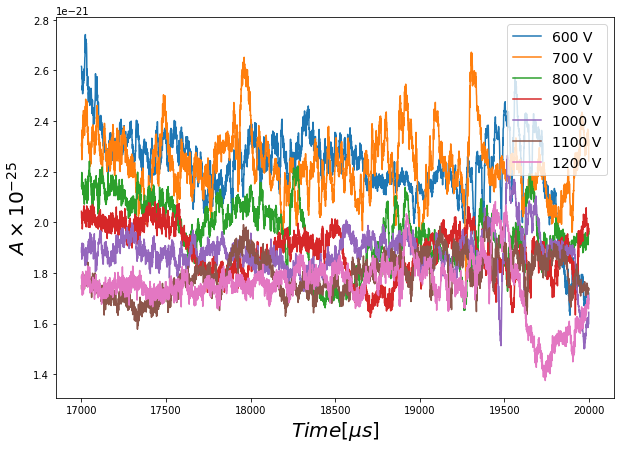 1e−21
2.8
2.6
2.4
2.2
2.0
1.8
1.6
1.4
A × 10⁻²⁵
600 V
700 V
800 V
900 V
1000 V
1100 V
1200 V
17000 17500 18000 18500 19000 19500 20000
Time[μs]